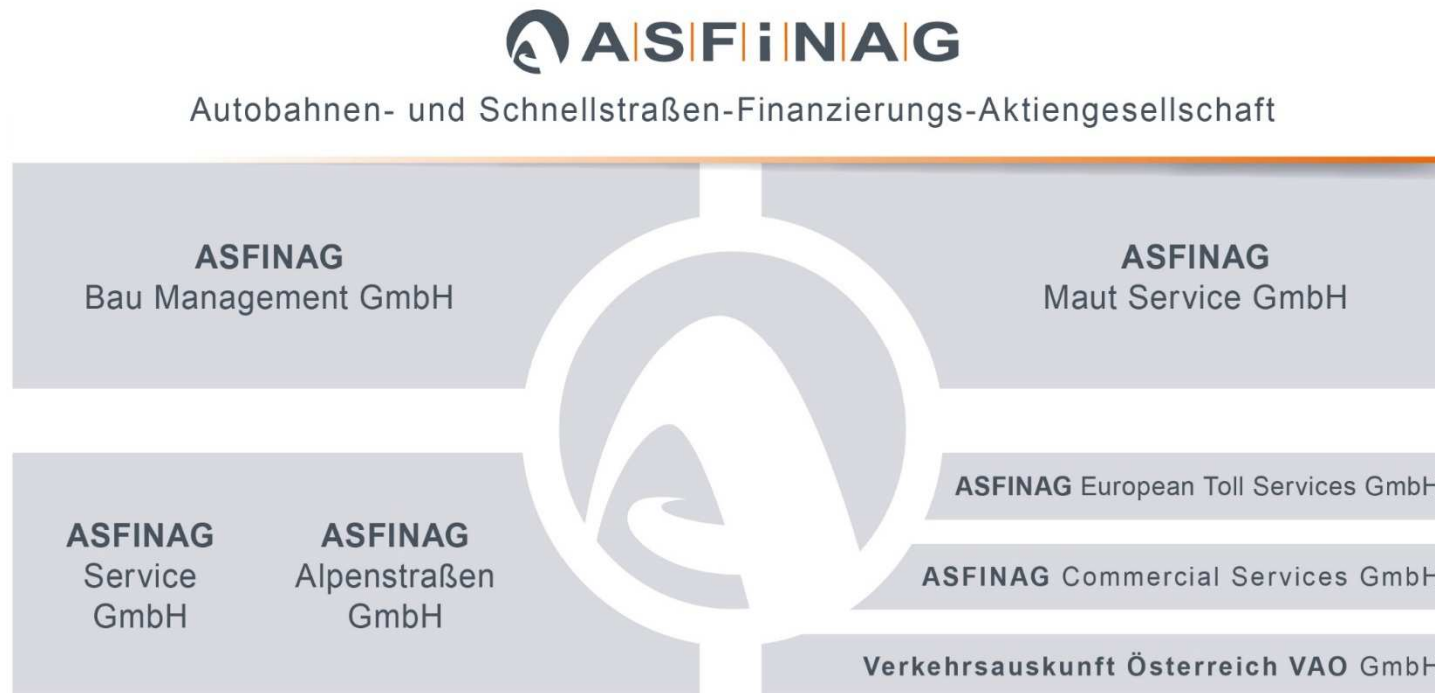 ASFiNAG
Autobahnen- und Schnellstraßen-Finanzierungs-Aktiengesellschaft
ASFINAG
Bau Management GmbH
ASFINAG
Maut Service GmbH
ASFINAG
Service
GmbH
ASFINAG
Alpenstraßen
GmbH
ASFINAG European Toll Services GmbH
ASFINAG Commercial Services GmbH
Verkehrsauskunft Österreich VAO GmbH